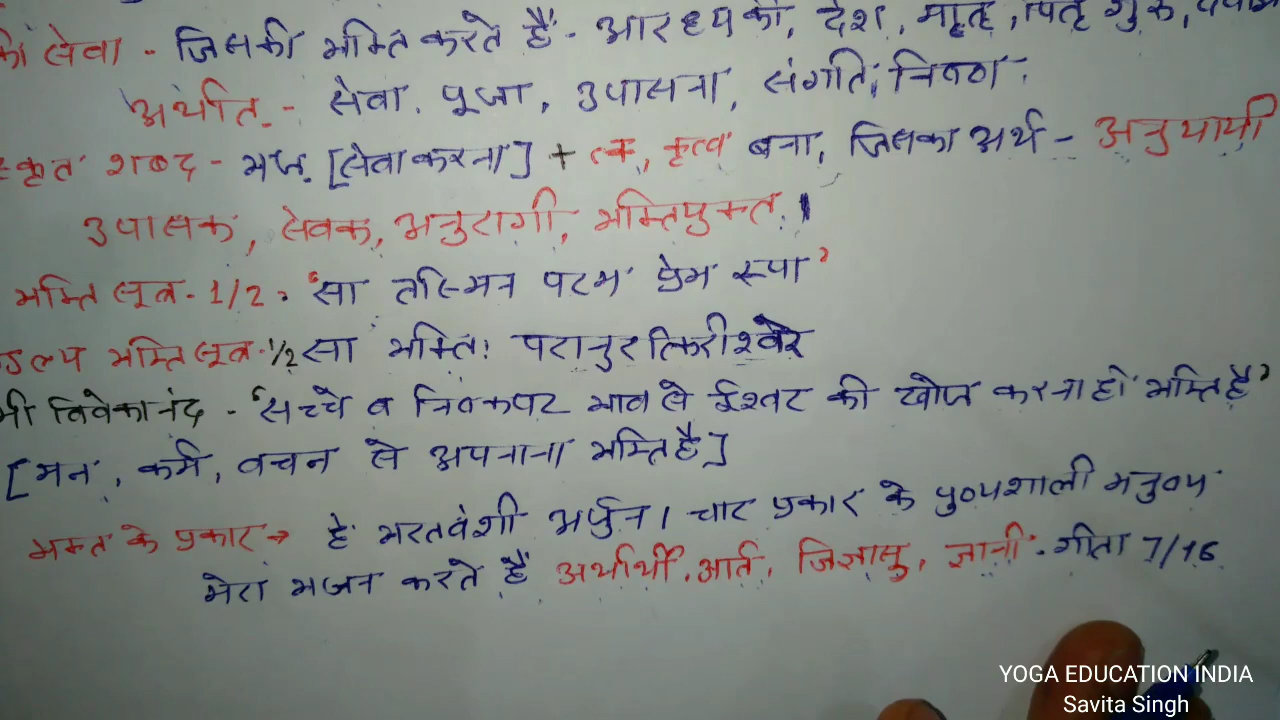 सेवा - जिसकी भक्ति करते हैं - आरध्य को, देश, मातृ, पितृ गुरु,
अर्थात - सेवा, पूजा, उपासना, संगति, निष्ठा
शब्द - भज् [सेवा करना] + क्त, कृत्व बना, जिसका अर्थ - अनुयायी
उपासक, सेवक, अनुरागी, भक्तियुक्त ।
भक्ति सूत्र - 1/2 - "सा तस्मिन परम प्रेम रूपा"
भक्ति सूत्र - 1/2 सा भक्तिः परानुरक्तिरीश्वरे
विवेकानंद - "सच्चे व निष्कपट भाव से ईश्वर की खोज करना ही भक्ति है"
[मन, कर्म, वचन से अपनाना भक्ति है]
भक्त के प्रकार → हे भरतवंशी अर्जुन। चार प्रकार के पुण्यशाली मनुष्य
मेरा भजन करते हैं अर्थार्थी, आर्त, जिज्ञासु, ज्ञानी - गीता 7/16
YOGA EDUCATION INDIA
Savita Singh